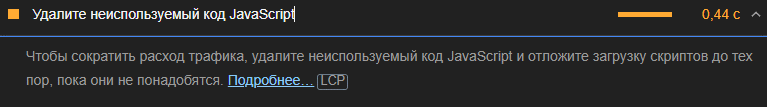 Удалите неиспользуемый код JavaScript 0,44 с
Чтобы сократить расход трафика, удалите неиспользуемый код JavaScript и отложите загрузку скриптов до тех
пор, пока они не понадобятся. Подробнее… LCP